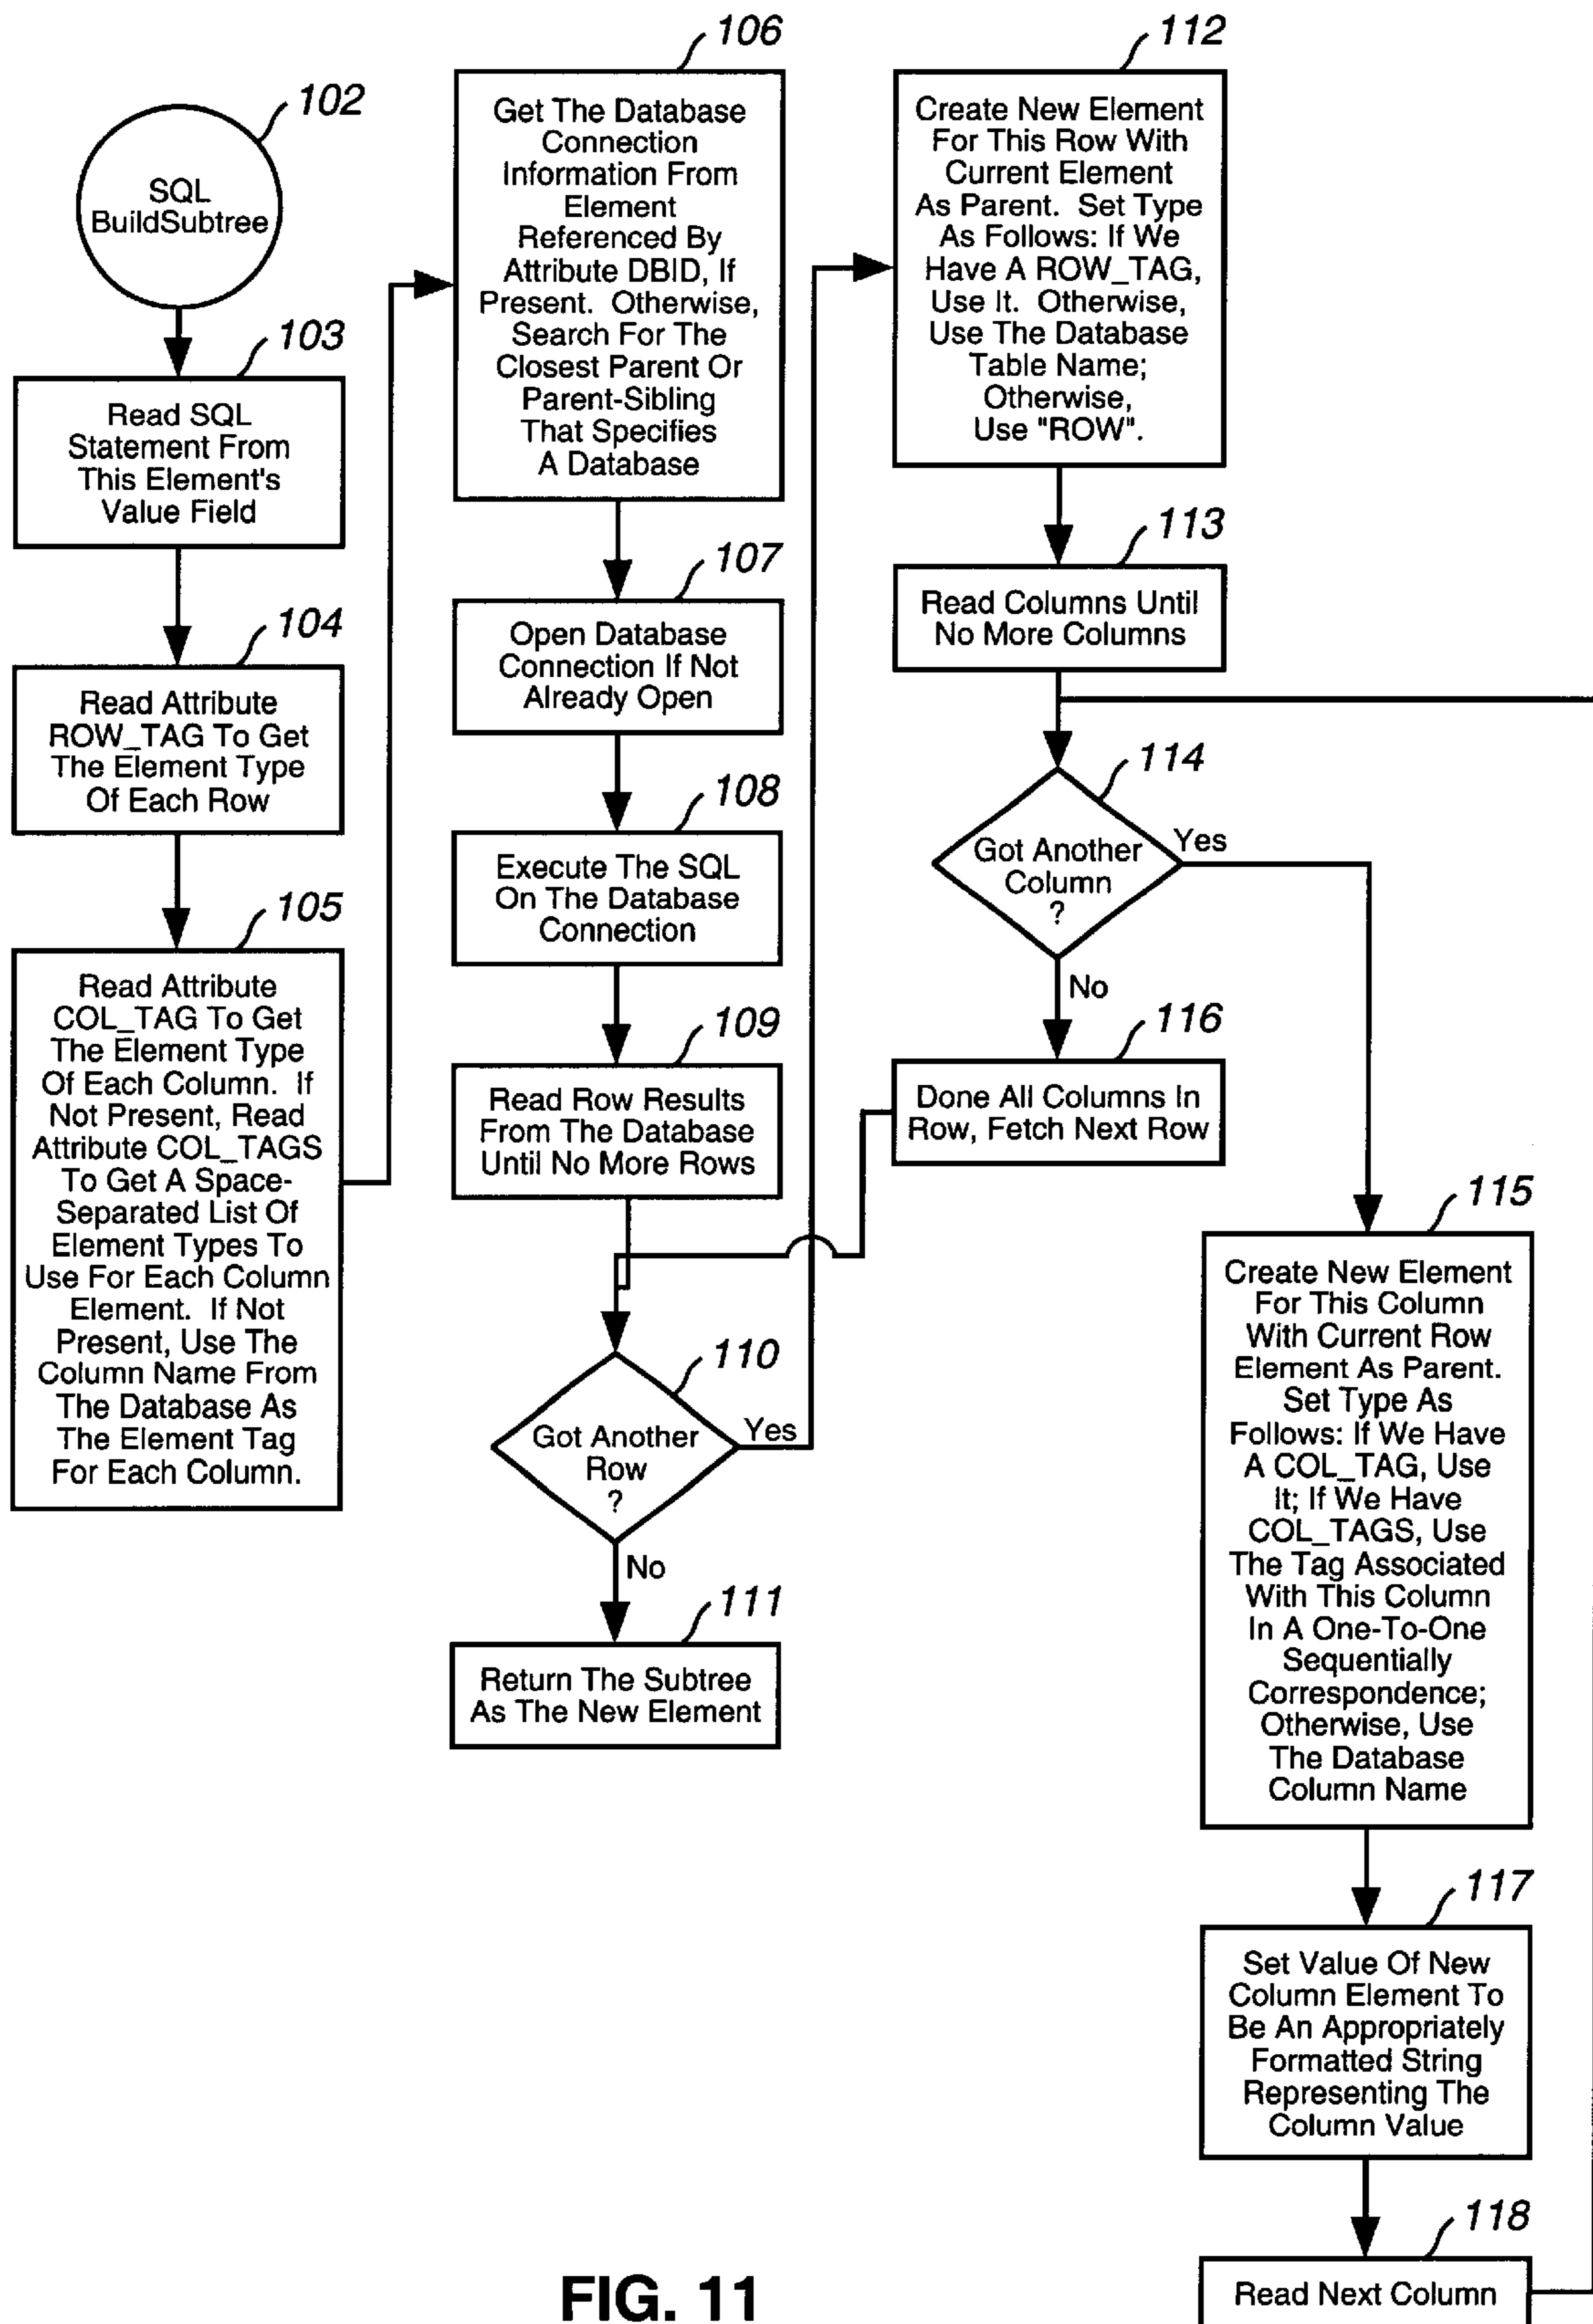 102
SQL
BuildSubtree
103
Read SQL
Statement From
This Element's
Value Field
104
Read Attribute
ROW_TAG To Get
The Element Type
Of Each Row
105
Read Attribute
COL_TAG To Get
The Element Type
Of Each Column. If
Not Present, Read
Attribute COL_TAGS
To Get A Space-
Separated List Of
Element Types To
Use For Each Column
Element. If Not
Present, Use The
Column Name From
The Database As
The Element Tag
For Each Column.
106
Get The Database
Connection
Information From
Element
Referenced By
Attribute DBID, If
Present. Otherwise,
Search For The
Closest Parent Or
Parent-Sibling
That Specifies
A Database
107
Open Database
Connection If Not
Already Open
108
Execute The SQL
On The Database
Connection
109
Read Row Results
From The Database
Until No More Rows
110
Got Another
Row
?
Yes
No
111
Return The Subtree
As The New Element
112
Create New Element
For This Row With
Current Element
As Parent. Set Type
As Follows: If We
Have A ROW_TAG,
Use It. Otherwise,
Use The Database
Table Name;
Otherwise,
Use "ROW".
113
Read Columns Until
No More Columns
114
Got Another
Column
?
Yes
No
116
Done All Columns In
Row, Fetch Next Row
115
Create New Element
For This Column
With Current Row
Element As Parent.
Set Type As
Follows: If We Have
A COL_TAG, Use
It; If We Have
COL_TAGS, Use
The Tag Associated
With This Column
In A One-To-One
Sequentially
Correspondence;
Otherwise, Use
The Database
Column Name
117
Set Value Of New
Column Element To
Be An Appropriately
Formatted String
Representing The
Column Value
118
Read Next Column
FIG. 11